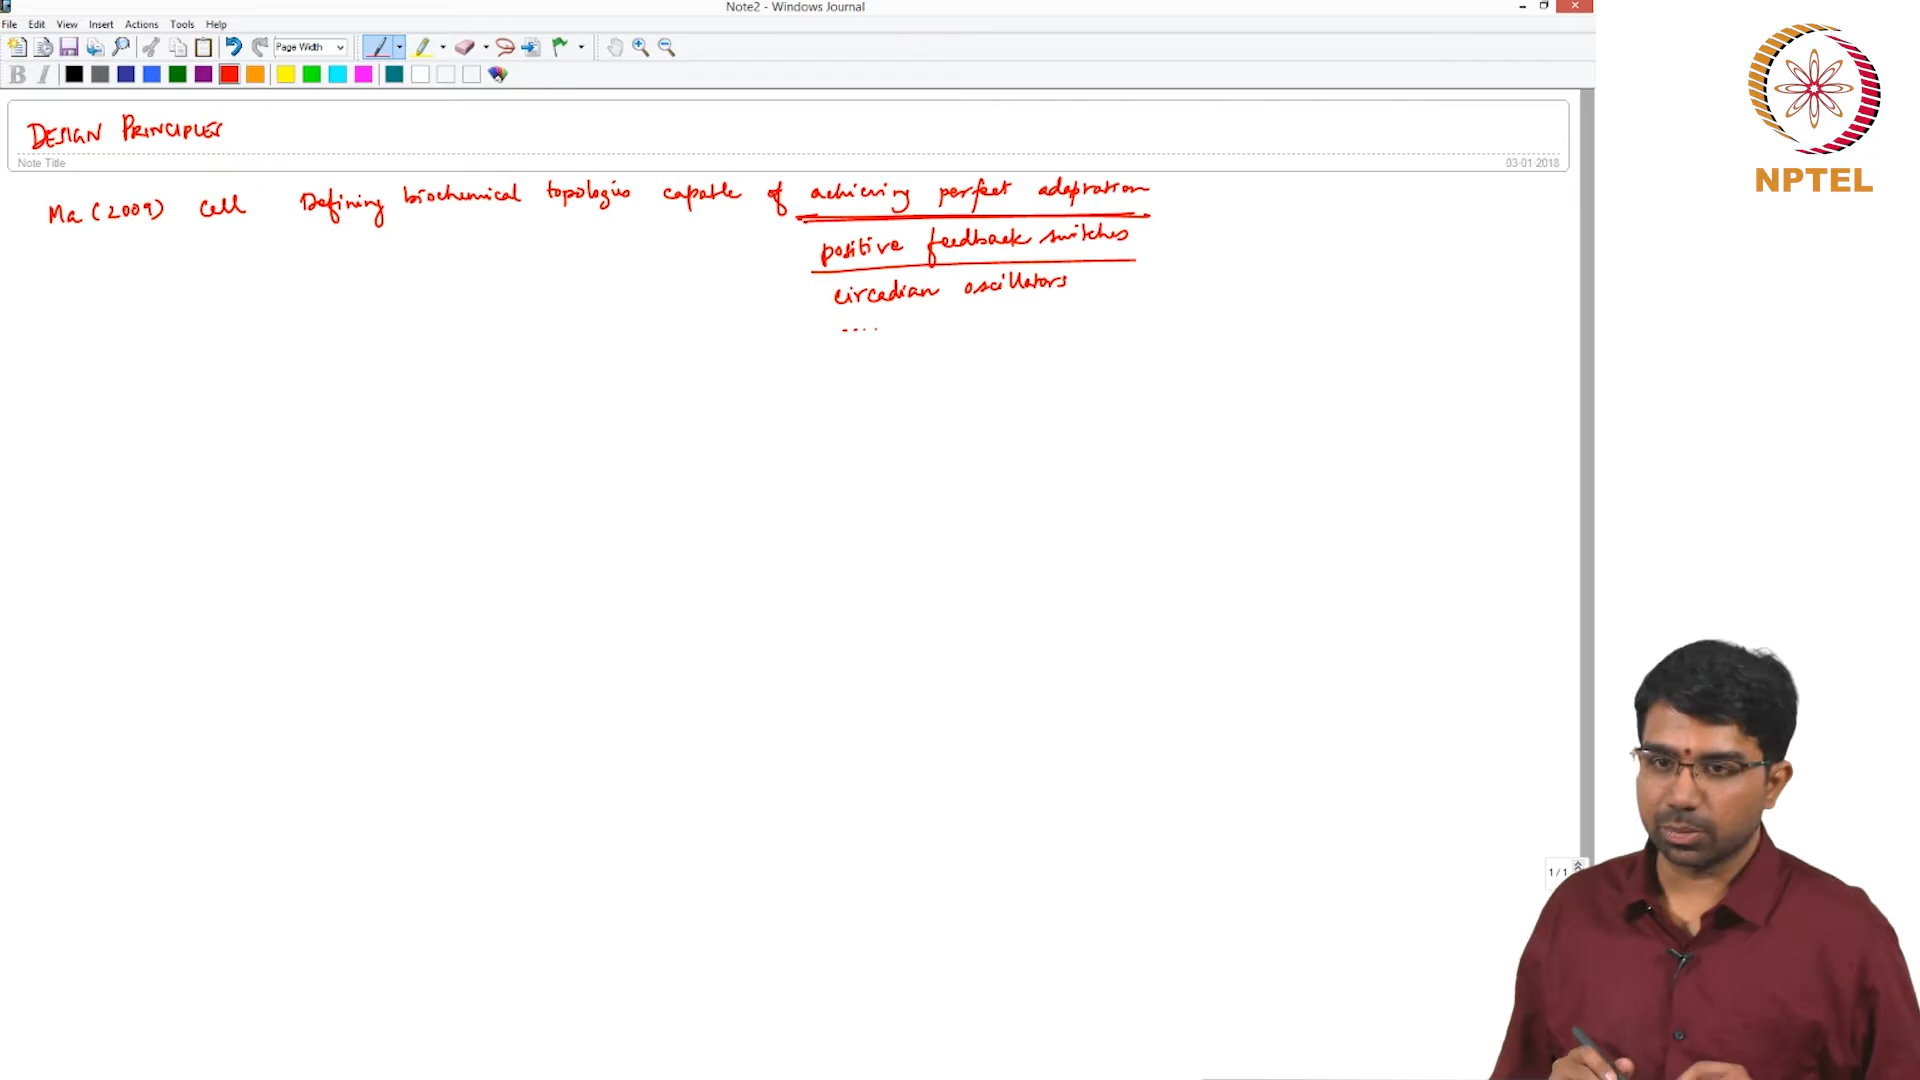 Note2 - Windows Journal
File Edit View Insert Actions Tools Help
Page Width
B I
DESIGN PRINCIPLES
Note Title
03-01-2018
Ma (2009) Cell Defining biochemical topologies capable of achieving perfect adaptation
positive feedback switches
circadian oscillators
.....
1 / 1
NPTEL